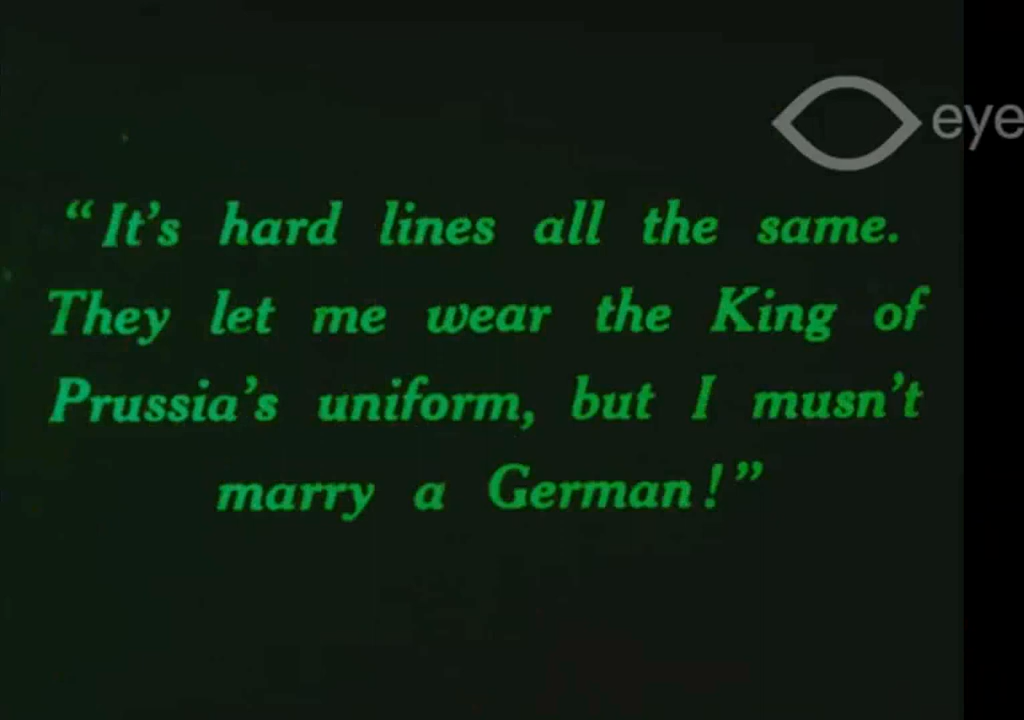 eye
“It’s hard lines all the same.
They let me wear the King of
Prussia’s uniform, but I musn’t
marry a German!”